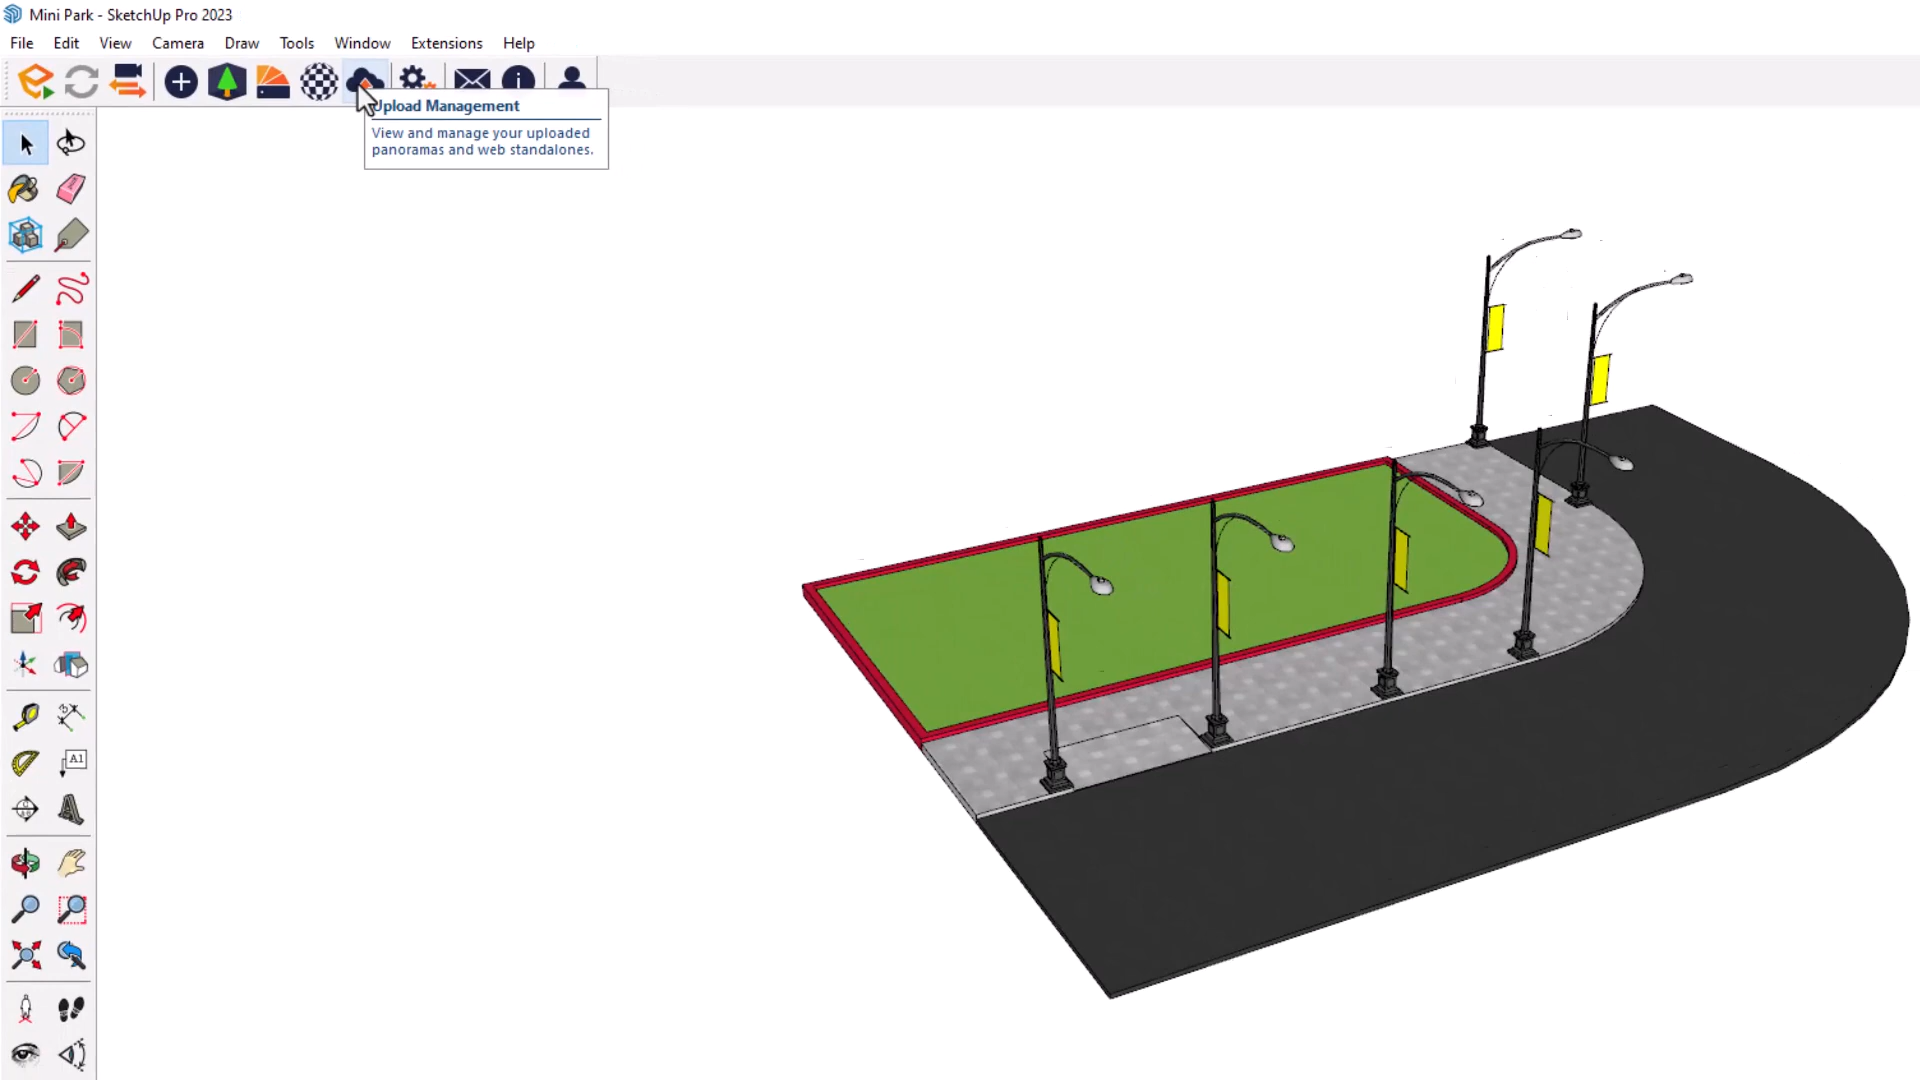 Mini Park - SketchUp Pro 2023
File Edit View Camera Draw Tools Window Extensions Help
Upload Management
View and manage your uploaded
panoramas and web standalones.
A1